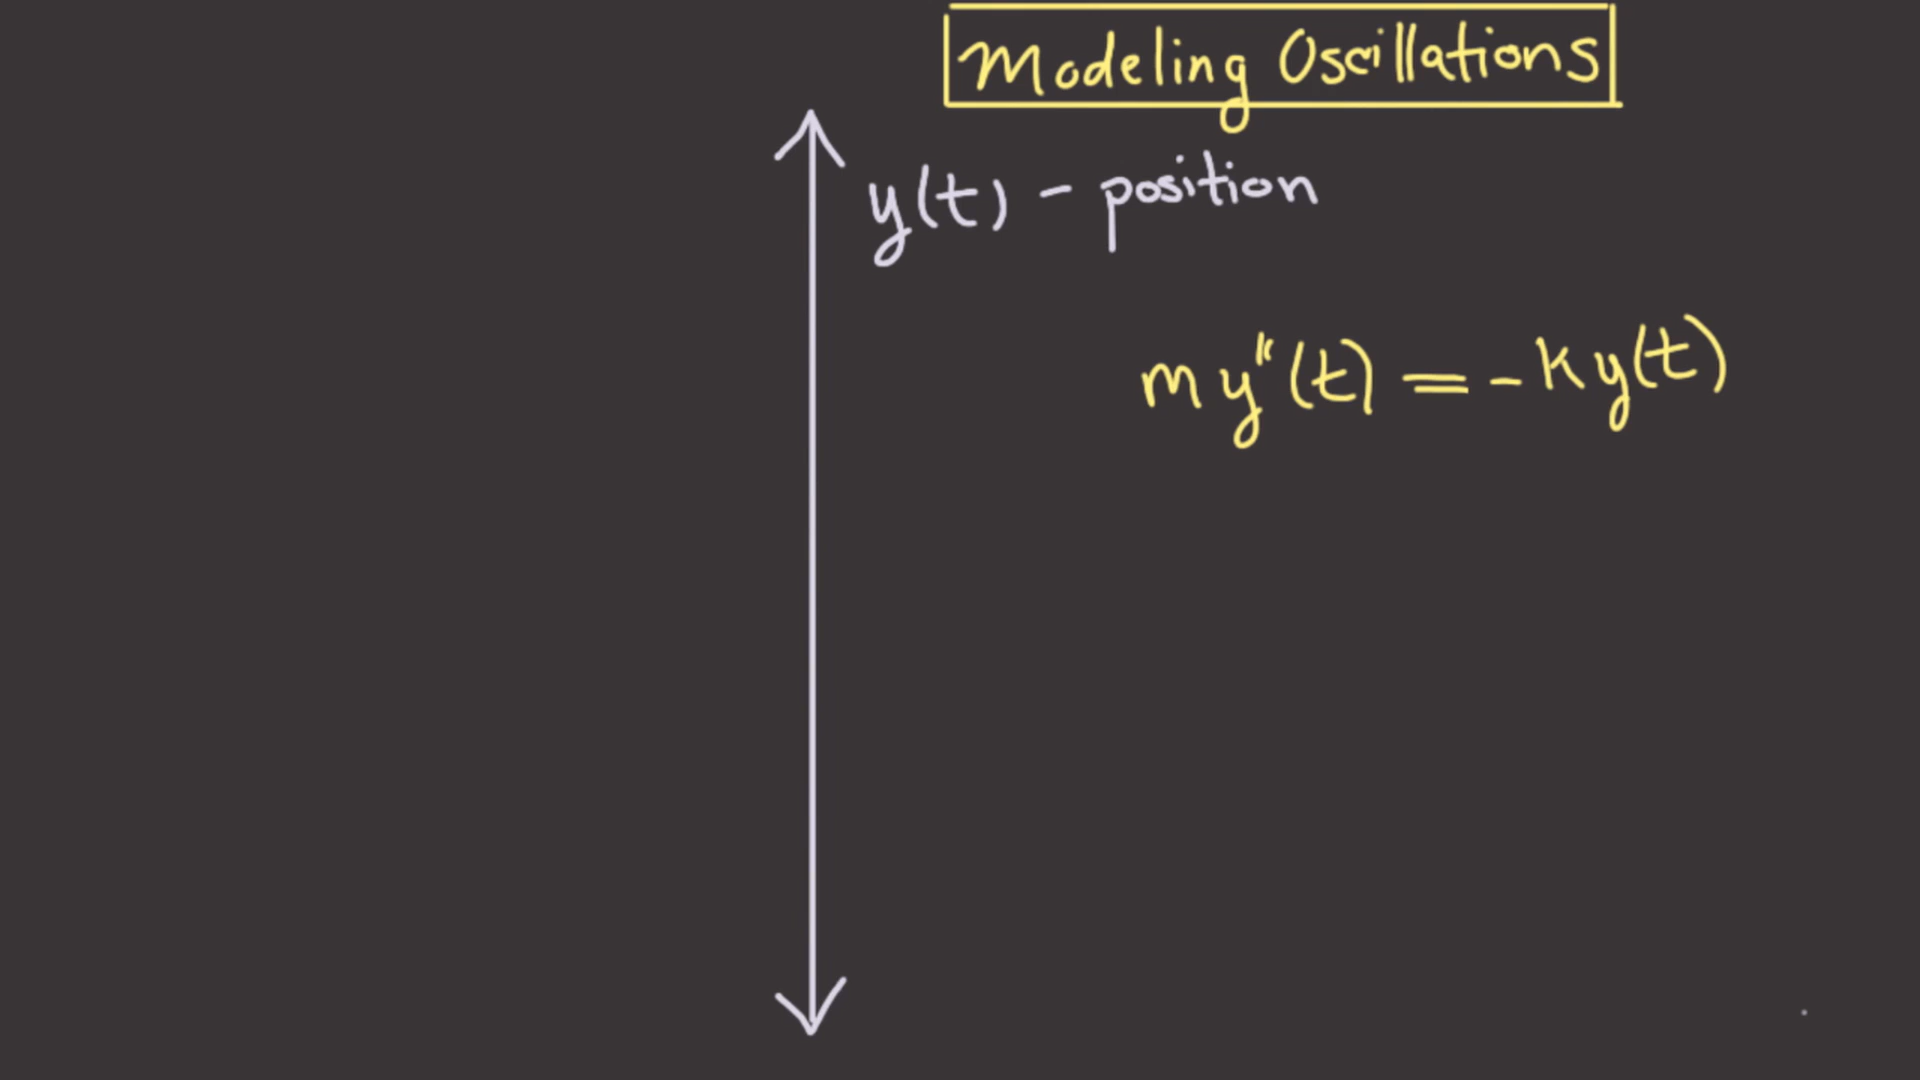 Modeling Oscillations
y(t) - position
my''(t) = -ky(t)